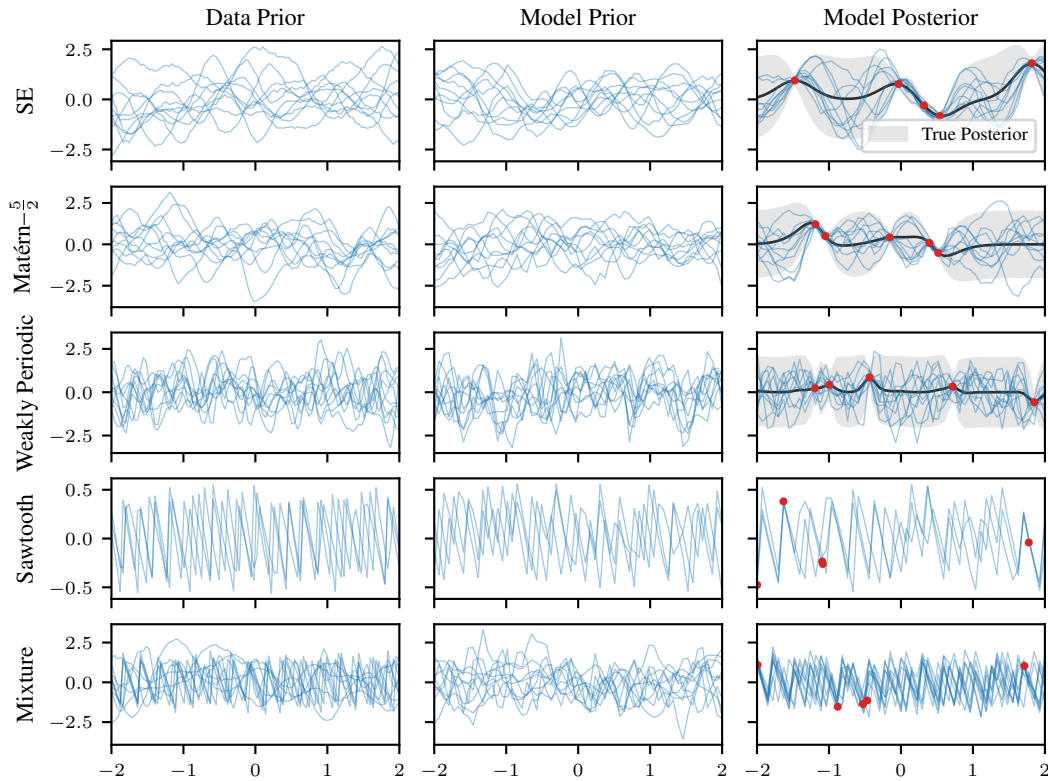 Data Prior Model Prior Model Posterior
SE
2.5
0.0
−2.5
True Posterior
Matérn−5/2
2.5
0.0
−2.5
Weakly Periodic
2.5
0.0
−2.5
Sawtooth
0.5
0.0
−0.5
Mixture
2.5
0.0
−2.5
−2 −1 0 1 2 −2 −1 0 1 2 −2 −1 0 1 2